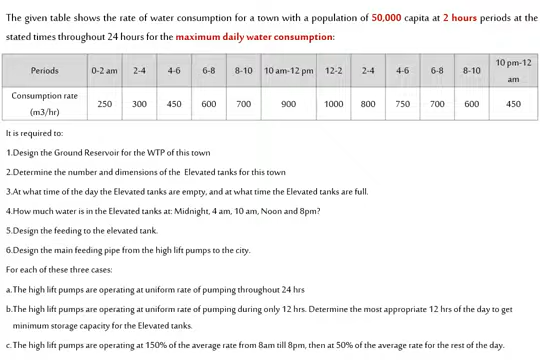 The given table shows the rate of water consumption for a town with a population of 50,000 capita at 2 hours periods at the
stated times throughout 24 hours for the maximum daily water consumption:
Periods 0-2 am 2-4 4-6 6-8 8-10 10 am-12 pm 12-2 2-4 4-6 6-8 8-10 10 pm-12 am
Consumption rate (m3/hr) 250 300 450 600 700 900 1000 800 750 700 600 450
It is required to:
1.Design the Ground Reservoir for the WTP of this town
2.Determine the number and dimensions of the Elevated tanks for this town
3.At what time of the day the Elevated tanks are empty, and at what time the Elevated tanks are full.
4.How much water is in the Elevated tanks at: Midnight, 4 am, 10 am, Noon and 8pm?
5.Design the feeding to the elevated tank.
6.Design the main feeding pipe from the high lift pumps to the city.
For each of these three cases:
a.The high lift pumps are operating at uniform rate of pumping throughout 24 hrs
b.The high lift pumps are operating at uniform rate of pumping during only 12 hrs. Determine the most appropriate 12 hrs of the day to get
minimum storage capacity for the Elevated tanks.
c.The high lift pumps are operating at 150% of the average rate from 8am till 8pm, then at 50% of the average rate for the rest of the day.